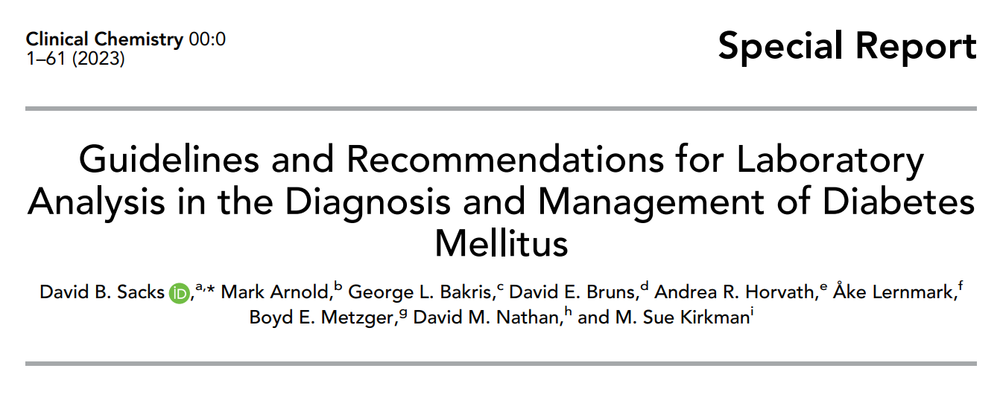 Clinical Chemistry 00:0
1–61 (2023)
Special Report
Guidelines and Recommendations for Laboratory
Analysis in the Diagnosis and Management of Diabetes
Mellitus
David B. Sacks iD,a,* Mark Arnold,b George L. Bakris,c David E. Bruns,d Andrea R. Horvath,e Åke Lernmark,f
Boyd E. Metzger,g David M. Nathan,h and M. Sue Kirkmani